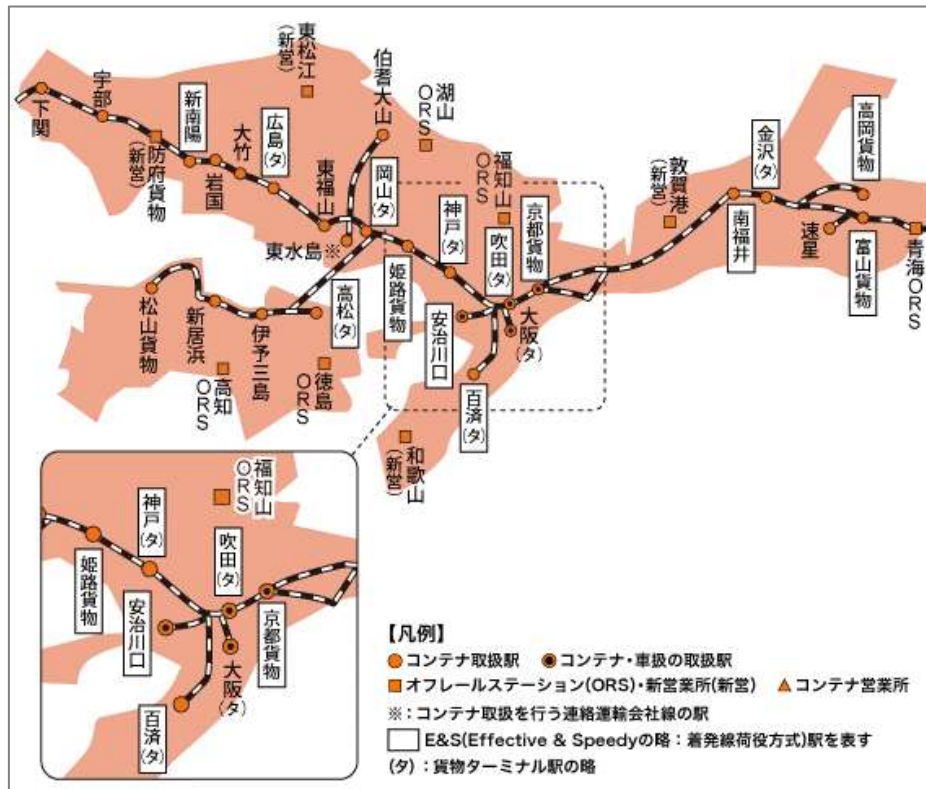 下関
宇部
防府貨物
(新営)
新南陽
岩国
大竹
広島(タ)
東松江
(新営)
東福山
東水島※
伯耆大山
岡山(タ)
湖山
ORS
姫路貨物
神戸(タ)
福知山
ORS
吹田(タ)
京都貨物
安治川口
大阪(タ)
百済(タ)
和歌山
(新営)
敦賀港
(新営)
南福井
金沢(タ)
高岡貨物
速星
富山貨物
青海ORS
松山貨物
新居浜
高知
ORS
伊予三島
徳島
ORS
高松(タ)
福知山
ORS
神戸(タ)
姫路貨物
吹田(タ)
安治川口
京都貨物
大阪(タ)
百済(タ)
【凡例】
コンテナ取扱駅 コンテナ・車扱の取扱駅
オフレールステーション(ORS)・新営業所(新営) コンテナ営業所
※:コンテナ取扱を行う連絡運輸会社線の駅
E&S(Effective & Speedyの略:着発線荷役方式)駅を表す
(タ):貨物ターミナル駅の略